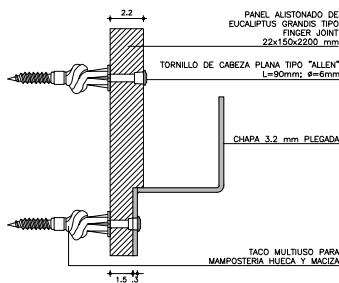 2.2
PANEL ALISTONADO DE
EUCALIPTUS GRANDIS TIPO
FINGER JOINT
22x150x2200 mm
TORNILLO DE CABEZA PLANA TIPO "ALLEN"
L=90mm; ø=6mm
CHAPA 3.2 mm PLEGADA
TACO MULTIUSO PARA
MAMPOSTERIA HUECA Y MACIZA
1.5 .3